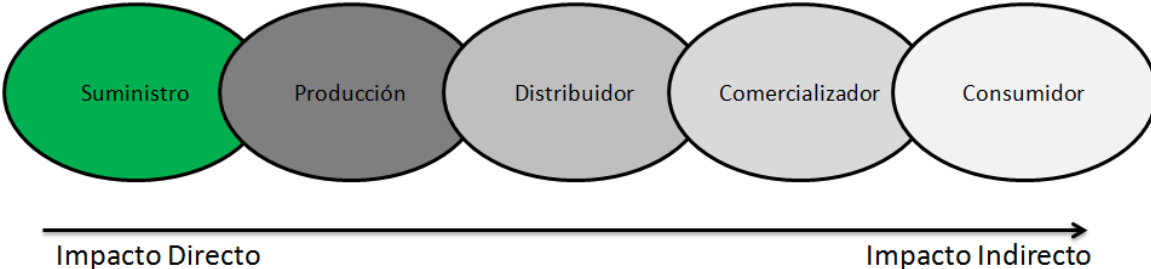 Suministro
Producción
Distribuidor
Comercializador
Consumidor
Impacto Directo
Impacto Indirecto